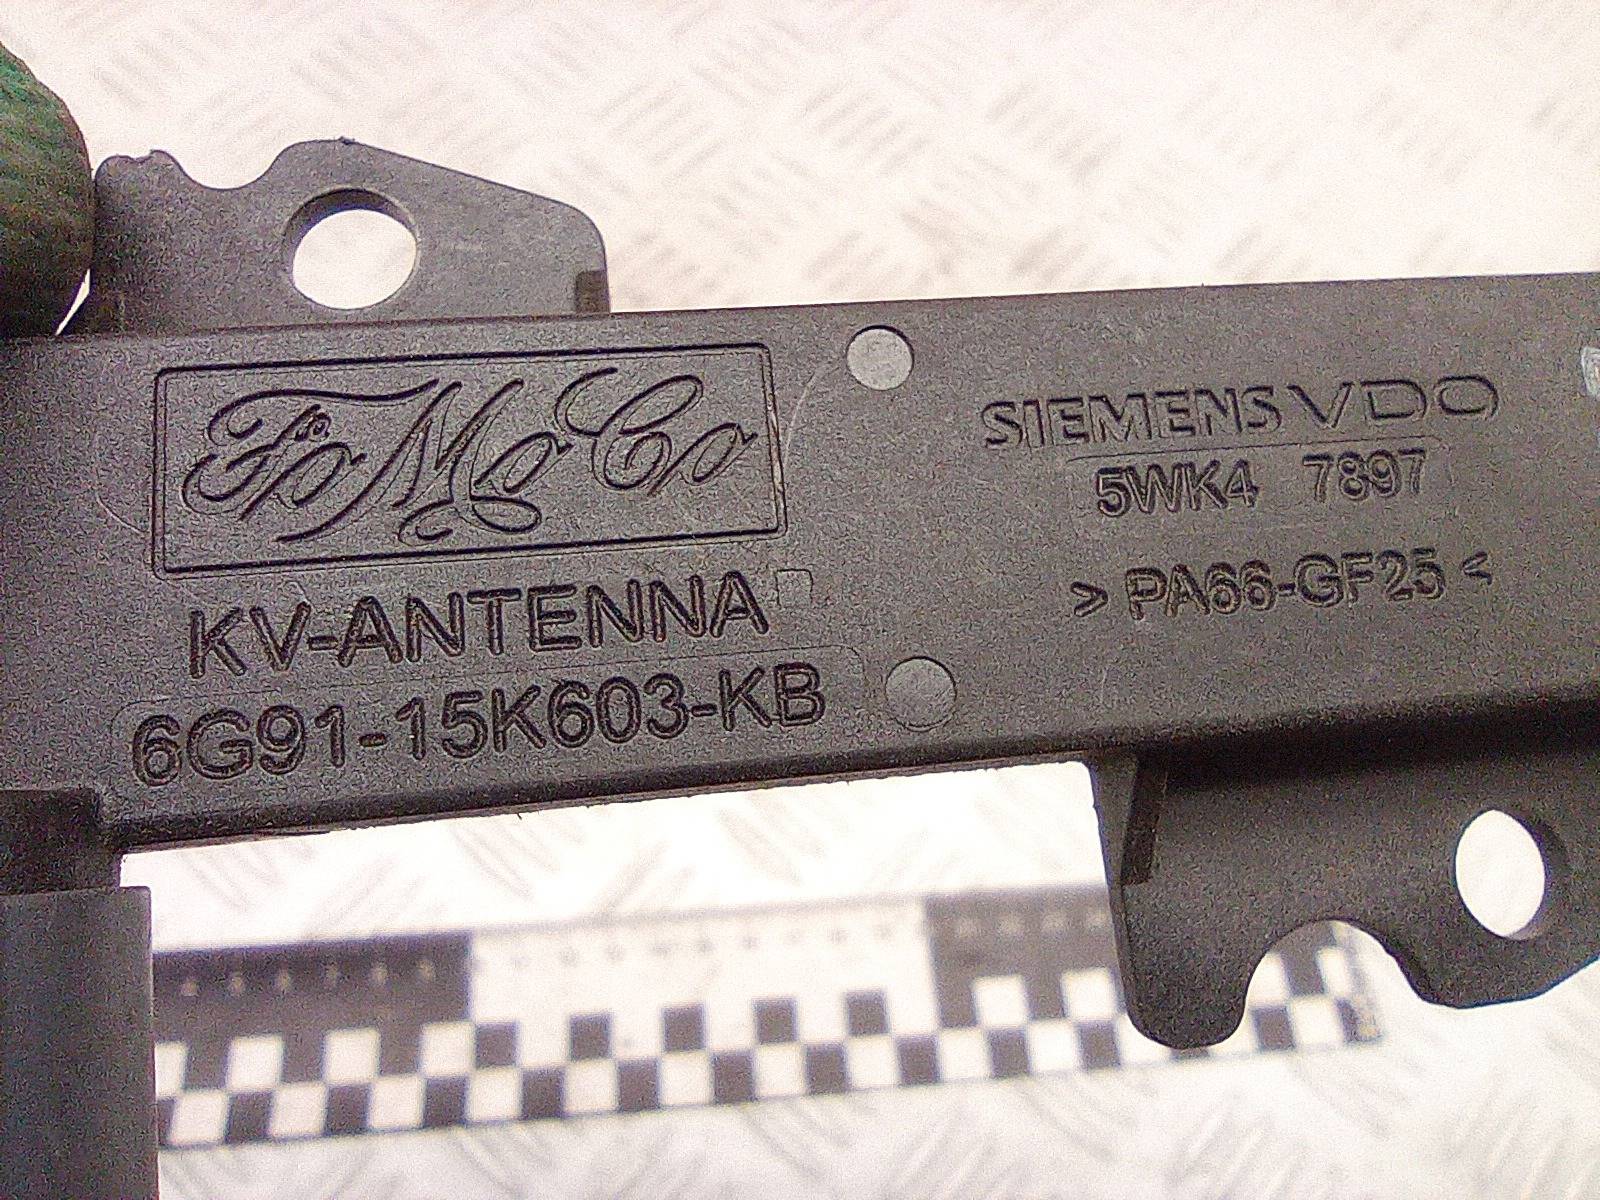 FoMoCo
KV-ANTENNA
6G91-15K603-KB
SIEMENS VDO
5WK4 7897
>PA66-GF25<